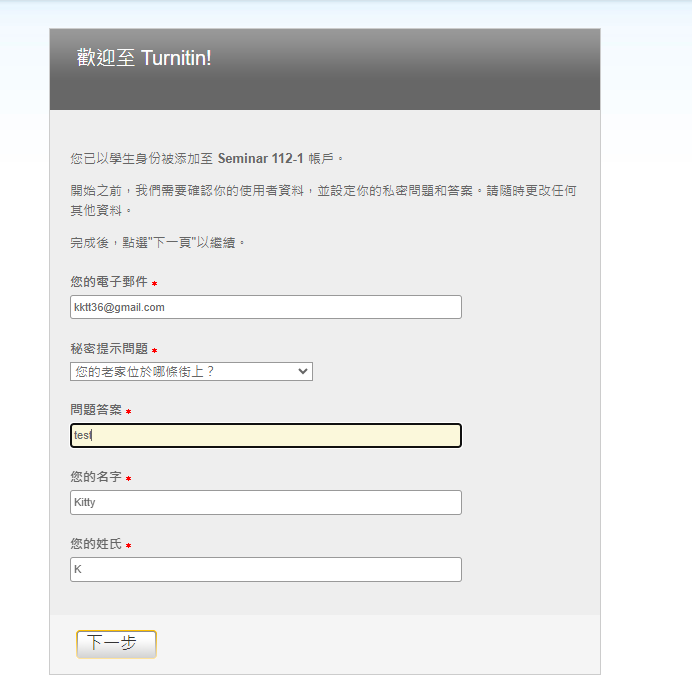 歡迎至 Turnitin!
您已以學生身份被添加至 Seminar 112-1 帳戶。
開始之前，我們需要確認你的使用者資料，並設定你的私密問題和答案。請隨時更改任何
其他資料。
完成後，點選"下一頁"以繼續。
您的電子郵件 *
kktt36@gmail.com
秘密提示問題 *
您的老家位於哪條街上？
問題答案 *
test
您的名字 *
Kitty
您的姓氏 *
K
下一步